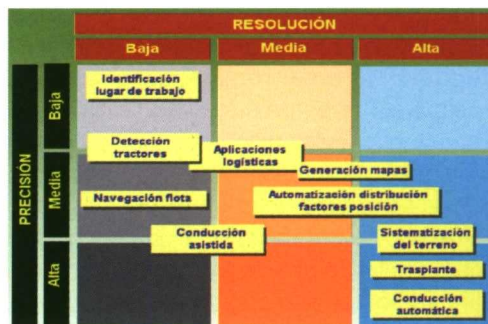 RESOLUCIÓN
Baja
Media
Alta
PRECISIÓN
Baja
Media
Alta
Identificación
lugar de trabajo
Detección
tractores
Aplicaciones
logísticas
Generación mapas
Navegación flota
Automatización distribución
factores posición
Conducción
asistida
Sistematización
del terreno
Trasplante
Conducción
automática